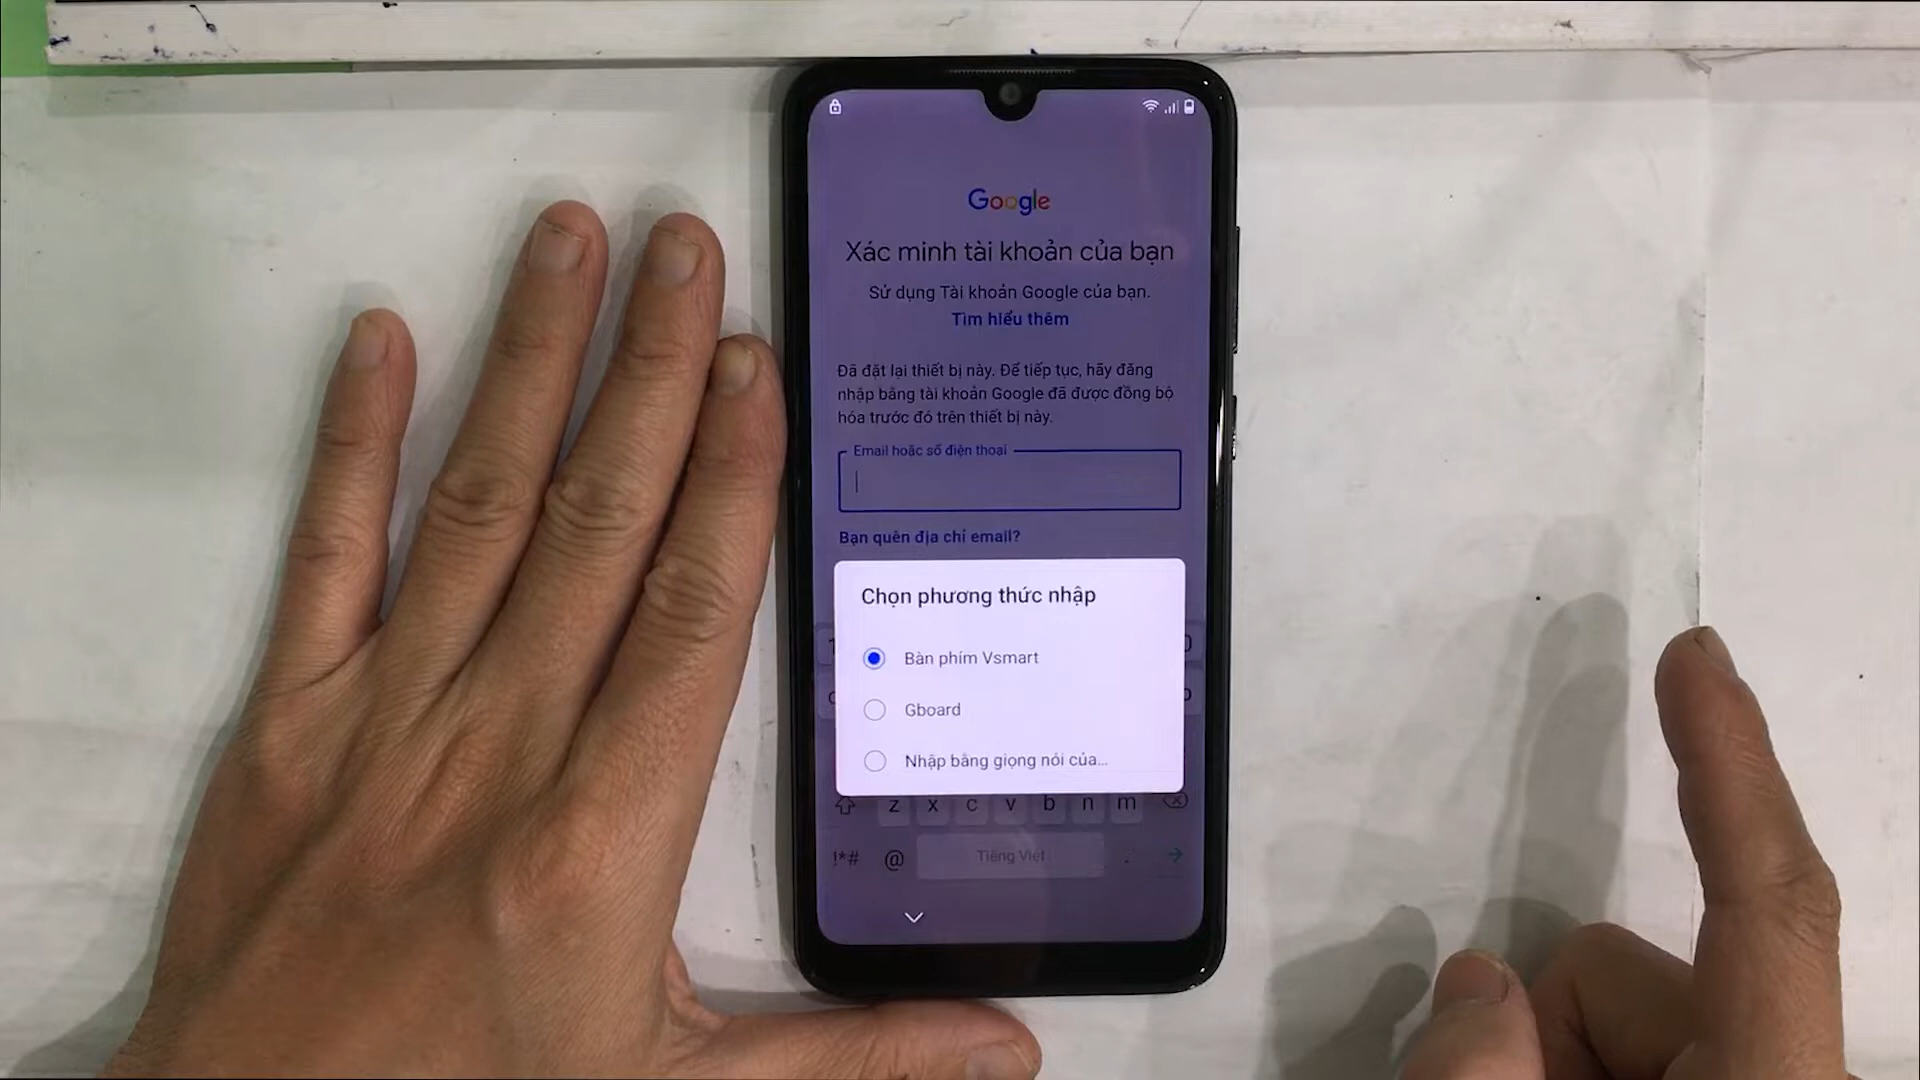 Google
Xác minh tài khoản của bạn
Sử dụng Tài khoản Google của bạn.
Tìm hiểu thêm
Đã đặt lại thiết bị này. Để tiếp tục, hãy đăng
nhập bằng tài khoản Google đã được đồng bộ
hóa trước đó trên thiết bị này.
Email hoặc số điện thoại
Bạn quên địa chỉ email?
Chọn phương thức nhập
Bàn phím Vsmart
Gboard
Nhập bằng giọng nói của...
z x c v b n m
!*# @ Tiếng Việt .